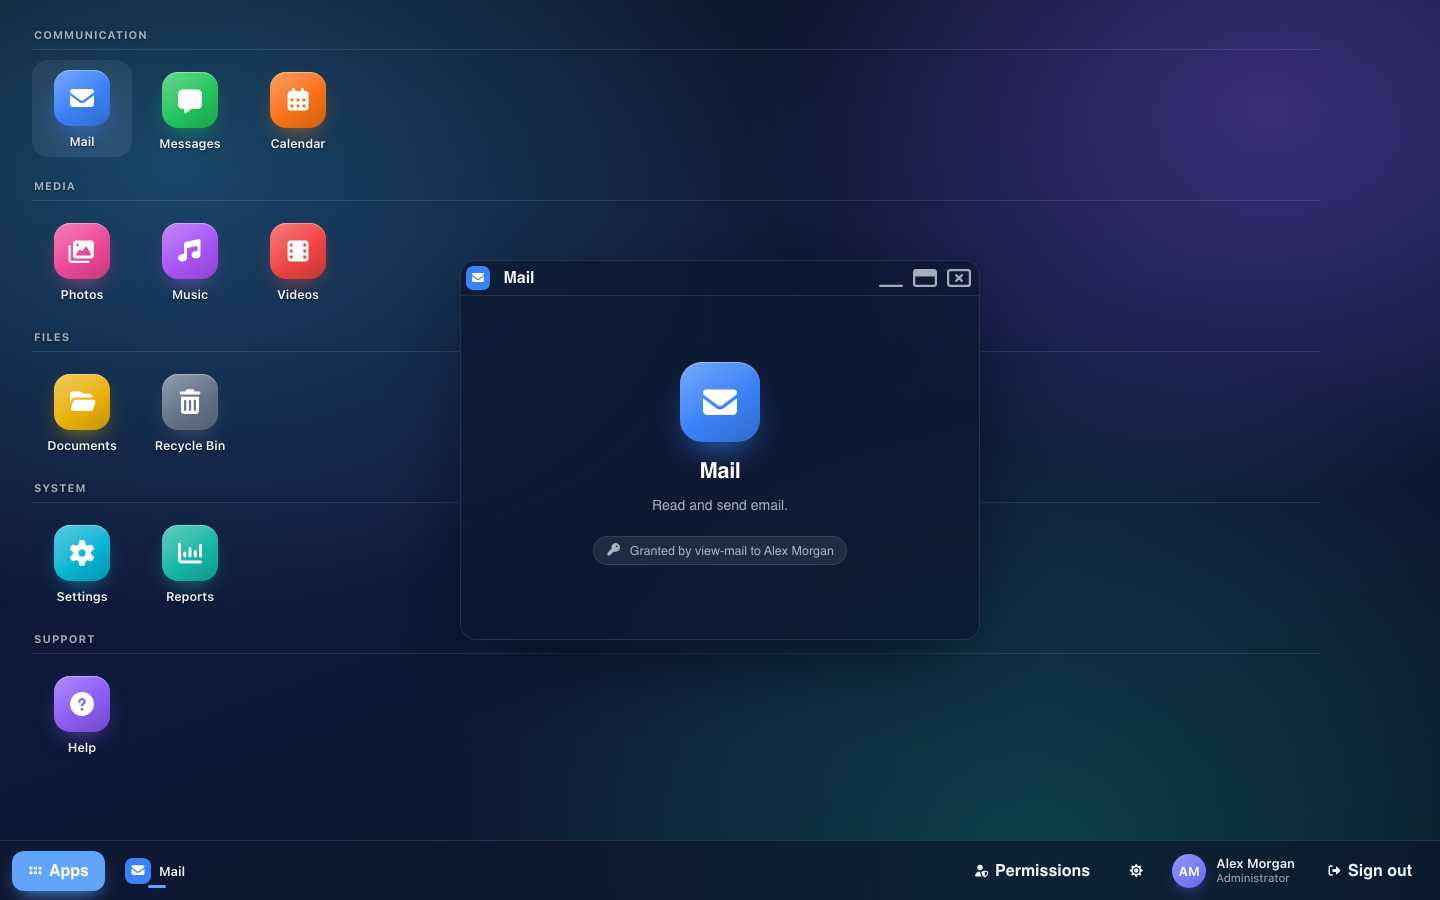 COMMUNICATION
Mail
Messages
Calendar
MEDIA
Photos
Music
Videos
FILES
Documents
Recycle Bin
SYSTEM
Settings
Reports
SUPPORT
Help
Mail
Mail
Read and send email.
Granted by view-mail to Alex Morgan
Apps
Mail
Permissions
AM
Alex Morgan
Administrator
Sign out